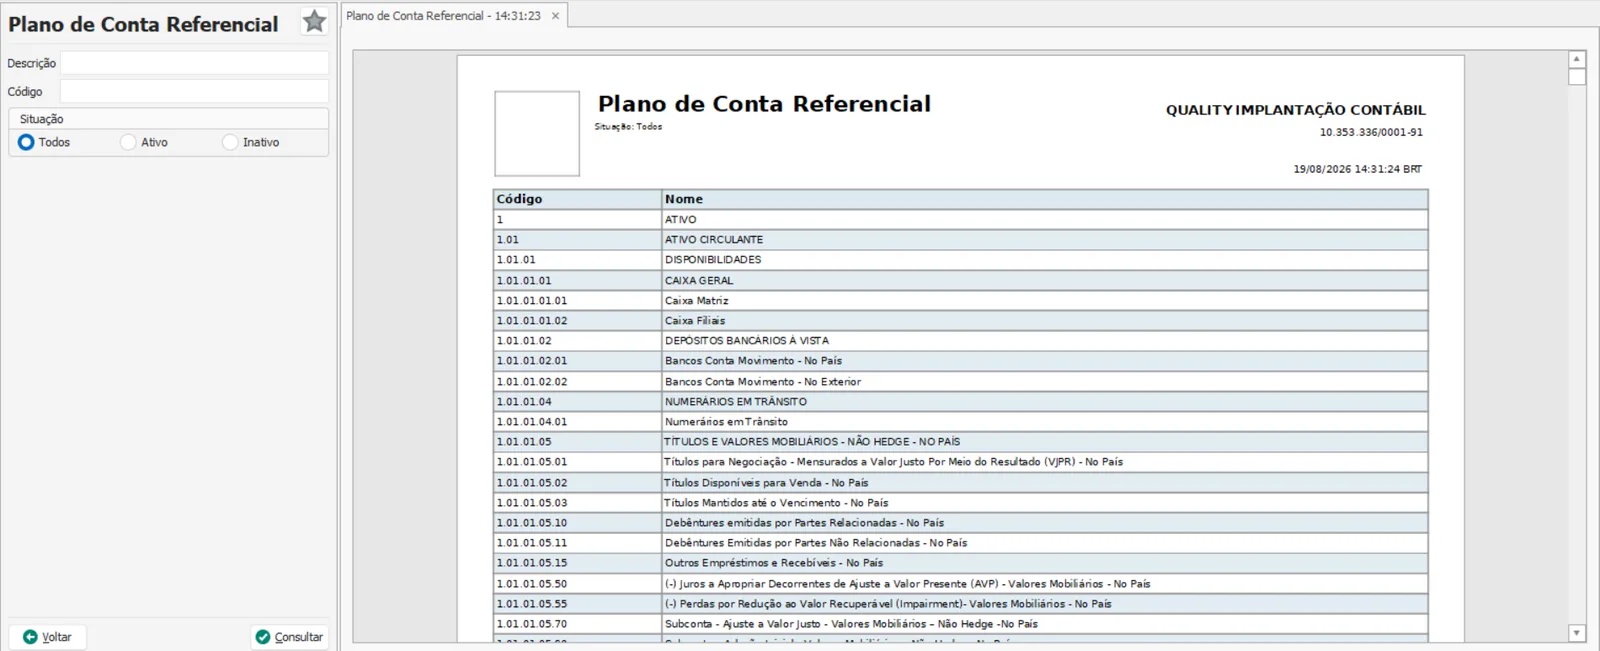 Plano de Conta Referencial
Descrição
Código
Situação
Todos Ativo Inativo
Voltar Consultar
Plano de Conta Referencial - 14:31:23 ×
Plano de Conta Referencial
Situação: Todos
QUALITY IMPLANTAÇÃO CONTÁBIL
10.353.336/0001-91
19/08/2026 14:31:24 BRT
Código Nome
1 ATIVO
1.01 ATIVO CIRCULANTE
1.01.01 DISPONIBILIDADES
1.01.01.01 CAIXA GERAL
1.01.01.01.01 Caixa Matriz
1.01.01.01.02 Caixa Filiais
1.01.01.02 DEPÓSITOS BANCÁRIOS À VISTA
1.01.01.02.01 Bancos Conta Movimento - No País
1.01.01.02.02 Bancos Conta Movimento - No Exterior
1.01.01.04 NUMERÁRIOS EM TRÂNSITO
1.01.01.04.01 Numerários em Trânsito
1.01.01.05 TÍTULOS E VALORES MOBILIÁRIOS - NÃO HEDGE - NO PAÍS
1.01.01.05.01 Títulos para Negociação - Mensurados a Valor Justo Por Meio do Resultado (VJPR) - No País
1.01.01.05.02 Títulos Disponíveis para Venda - No País
1.01.01.05.03 Títulos Mantidos até o Vencimento - No País
1.01.01.05.10 Debêntures emitidas por Partes Relacionadas - No País
1.01.01.05.11 Debêntures Emitidas por Partes Não Relacionadas - No País
1.01.01.05.15 Outros Empréstimos e Recebíveis - No País
1.01.01.05.50 (-) Juros a Apropriar Decorrentes de Ajuste a Valor Presente (AVP) - Valores Mobiliários - No País
1.01.01.05.55 (-) Perdas por Redução ao Valor Recuperável (Impairment)- Valores Mobiliários - No País
1.01.01.05.70 Subconta - Ajuste a Valor Justo - Valores Mobiliários – Não Hedge -No País